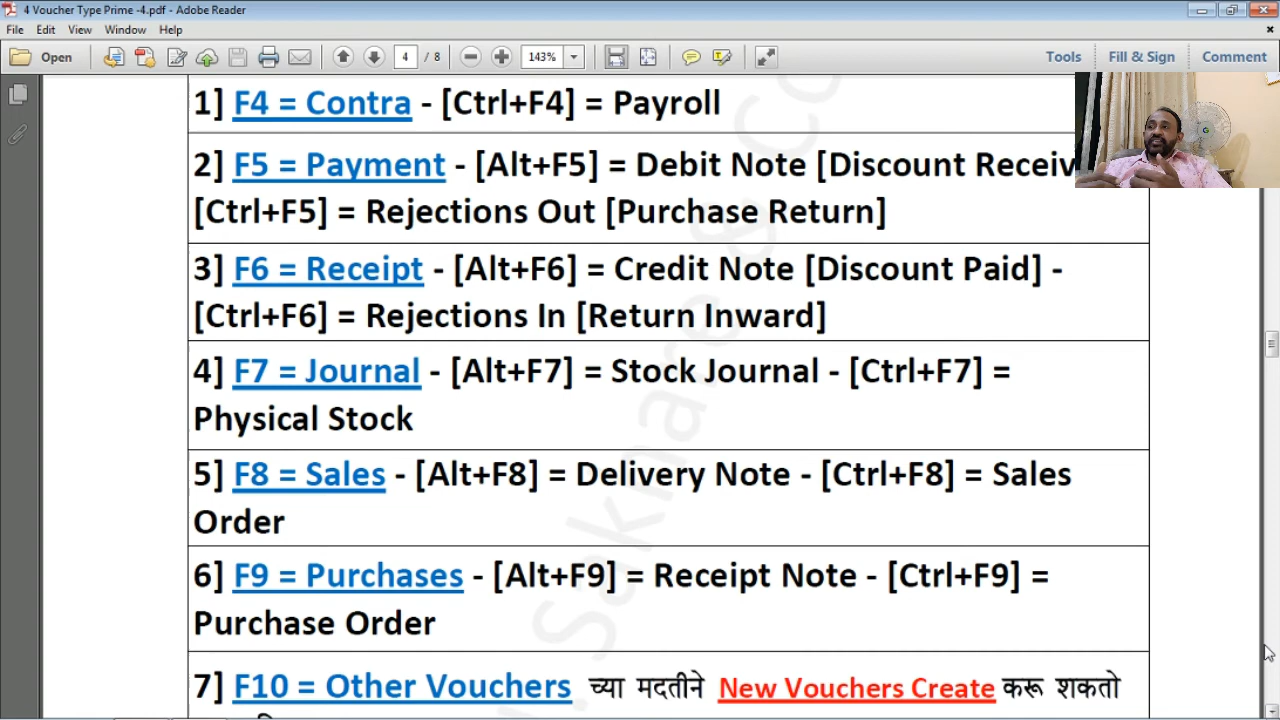 4 Voucher Type Prime -4.pdf - Adobe Reader
File Edit View Window Help
Open 4 / 8 143% Tools Fill & Sign Comment
1] F4 = Contra - [Ctrl+F4] = Payroll
2] F5 = Payment - [Alt+F5] = Debit Note [Discount
[Ctrl+F5] = Rejections Out [Purchase Return]
3] F6 = Receipt - [Alt+F6] = Credit Note [Discount Paid] -
[Ctrl+F6] = Rejections In [Return Inward]
4] F7 = Journal - [Alt+F7] = Stock Journal - [Ctrl+F7] =
Physical Stock
5] F8 = Sales - [Alt+F8] = Delivery Note - [Ctrl+F8] = Sales
Order
6] F9 = Purchases - [Alt+F9] = Receipt Note - [Ctrl+F9] =
Purchase Order
7] F10 = Other Vouchers च्या मदतीने New Vouchers Create करू शकतो